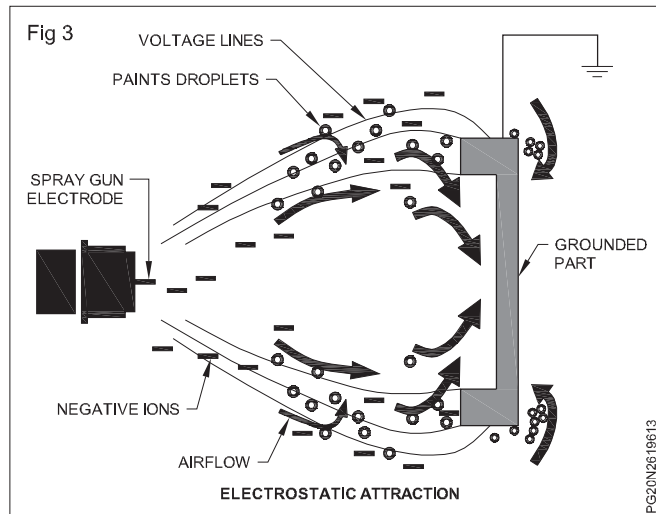 Fig 3
VOLTAGE LINES
PAINTS DROPLETS
SPRAY GUN
ELECTRODE
GROUNDED
PART
NEGATIVE IONS
AIRFLOW
ELECTROSTATIC ATTRACTION
PG20N2619613